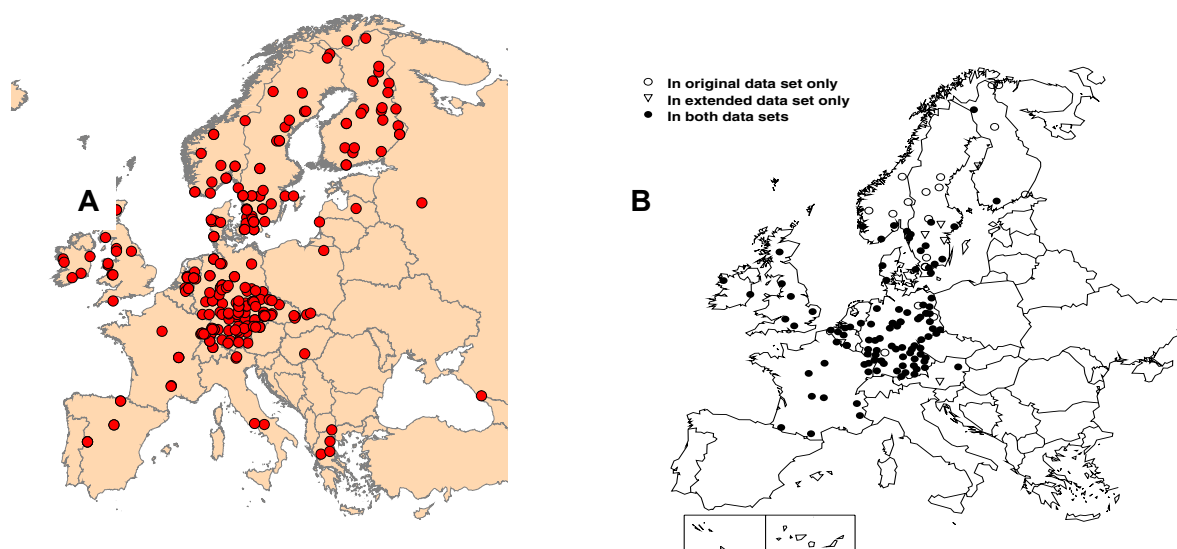 A
In original data set only
In extended data set only
In both data sets
B